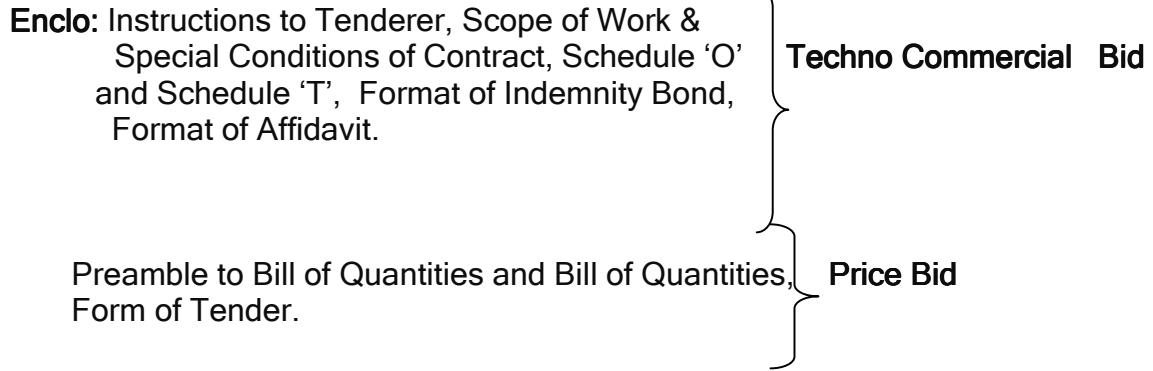 Enclo: Instructions to Tenderer, Scope of Work &
Special Conditions of Contract, Schedule ‘O’ Techno Commercial Bid
and Schedule ‘T’, Format of Indemnity Bond,
Format of Affidavit.
Preamble to Bill of Quantities and Bill of Quantities, Price Bid
Form of Tender.